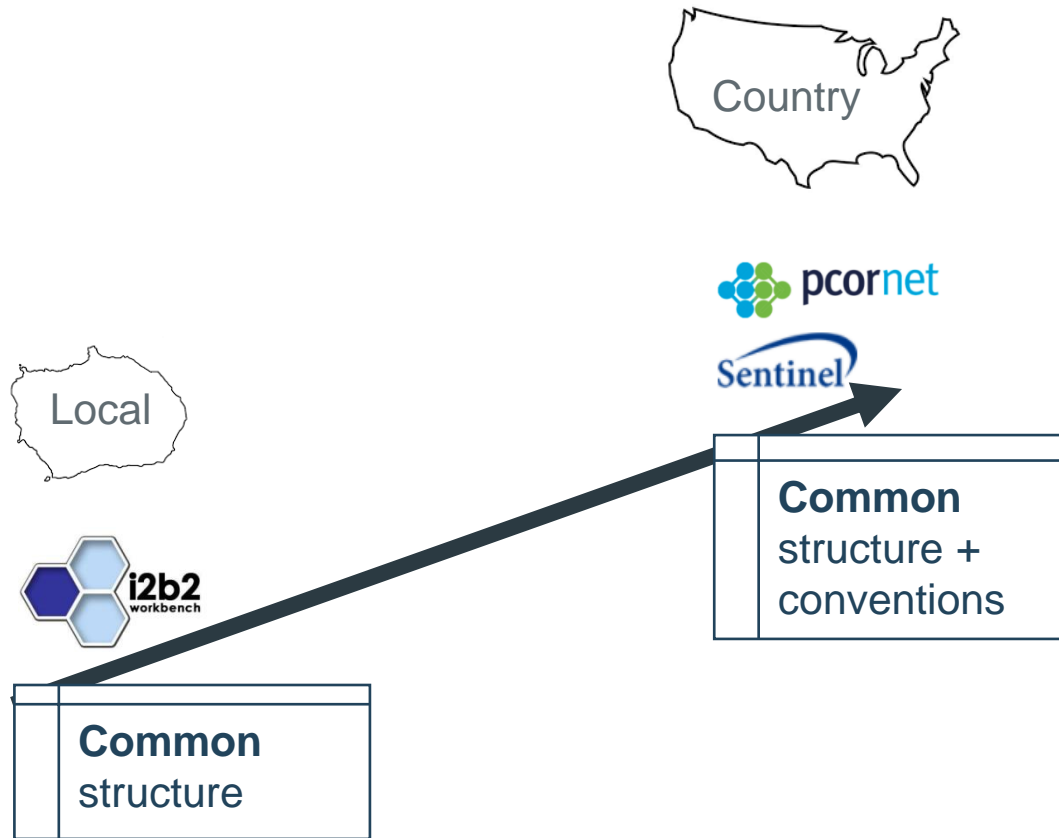 Country
pcornet
Sentinel
Local
i2b2
workbench
Common
structure +
conventions
Common
structure